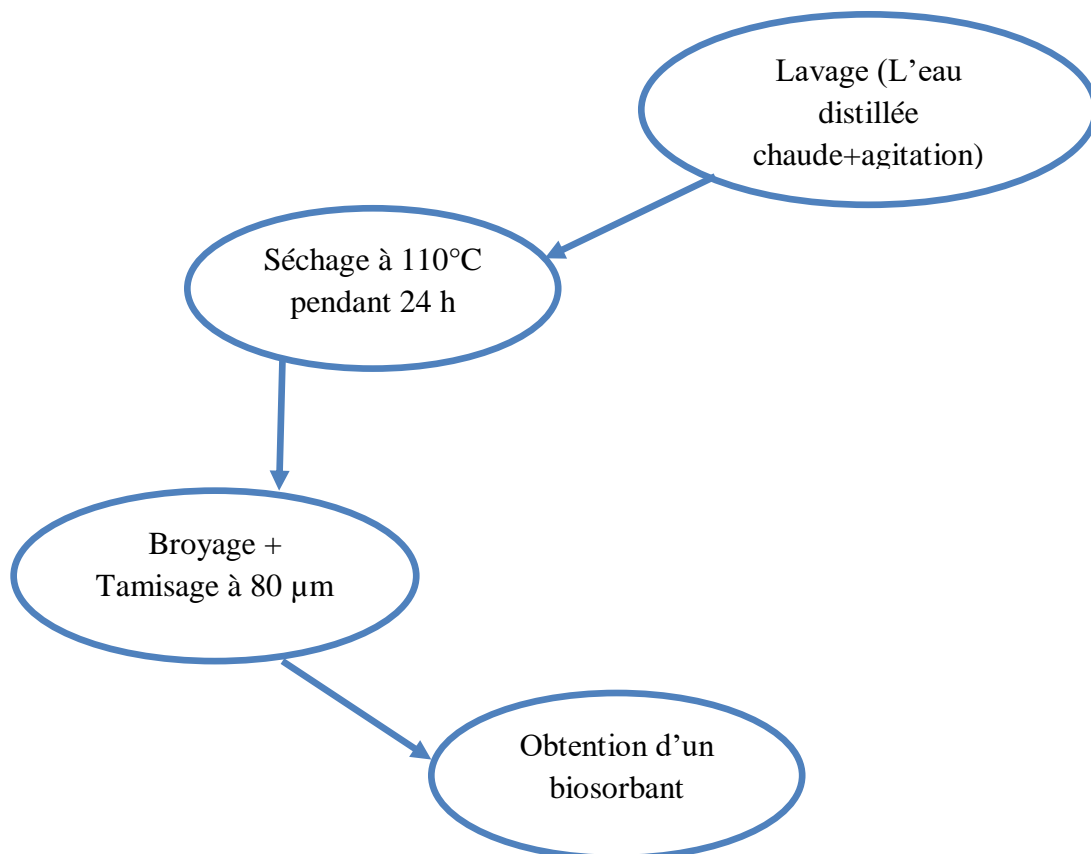 Lavage (L’eau
distillée
chaude+agitation)
Séchage à 110°C
pendant 24 h
Broyage +
Tamisage à 80 µm
Obtention d’un
biosorbant